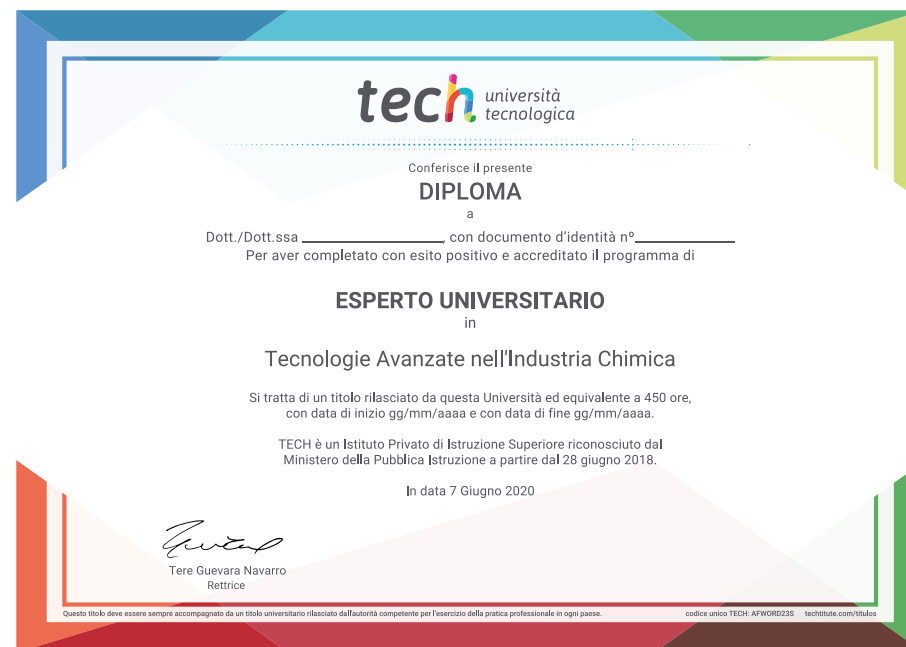 tech università
tecnologica
Conferisce il presente
DIPLOMA
a
Dott./Dott.ssa ____________________, con documento d'identità nº______________
Per aver completato con esito positivo e accreditato il programma di
ESPERTO UNIVERSITARIO
in
Tecnologie Avanzate nell'Industria Chimica
Si tratta di un titolo rilasciato da questa Università ed equivalente a 450 ore,
con data di inizio gg/mm/aaaa e con data di fine gg/mm/aaaa.
TECH è un Istituto Privato di Istruzione Superiore riconosciuto dal
Ministero della Pubblica Istruzione a partire dal 28 giugno 2018.
In data 7 Giugno 2020
Tere Guevara Navarro
Rettrice
Questo titolo deve essere sempre accompagnato da un titolo universitario rilasciato dall'autorità competente per l'esercizio della pratica professionale in ogni paese. codice unico TECH: AFWORD23S techtitute.com/títulos